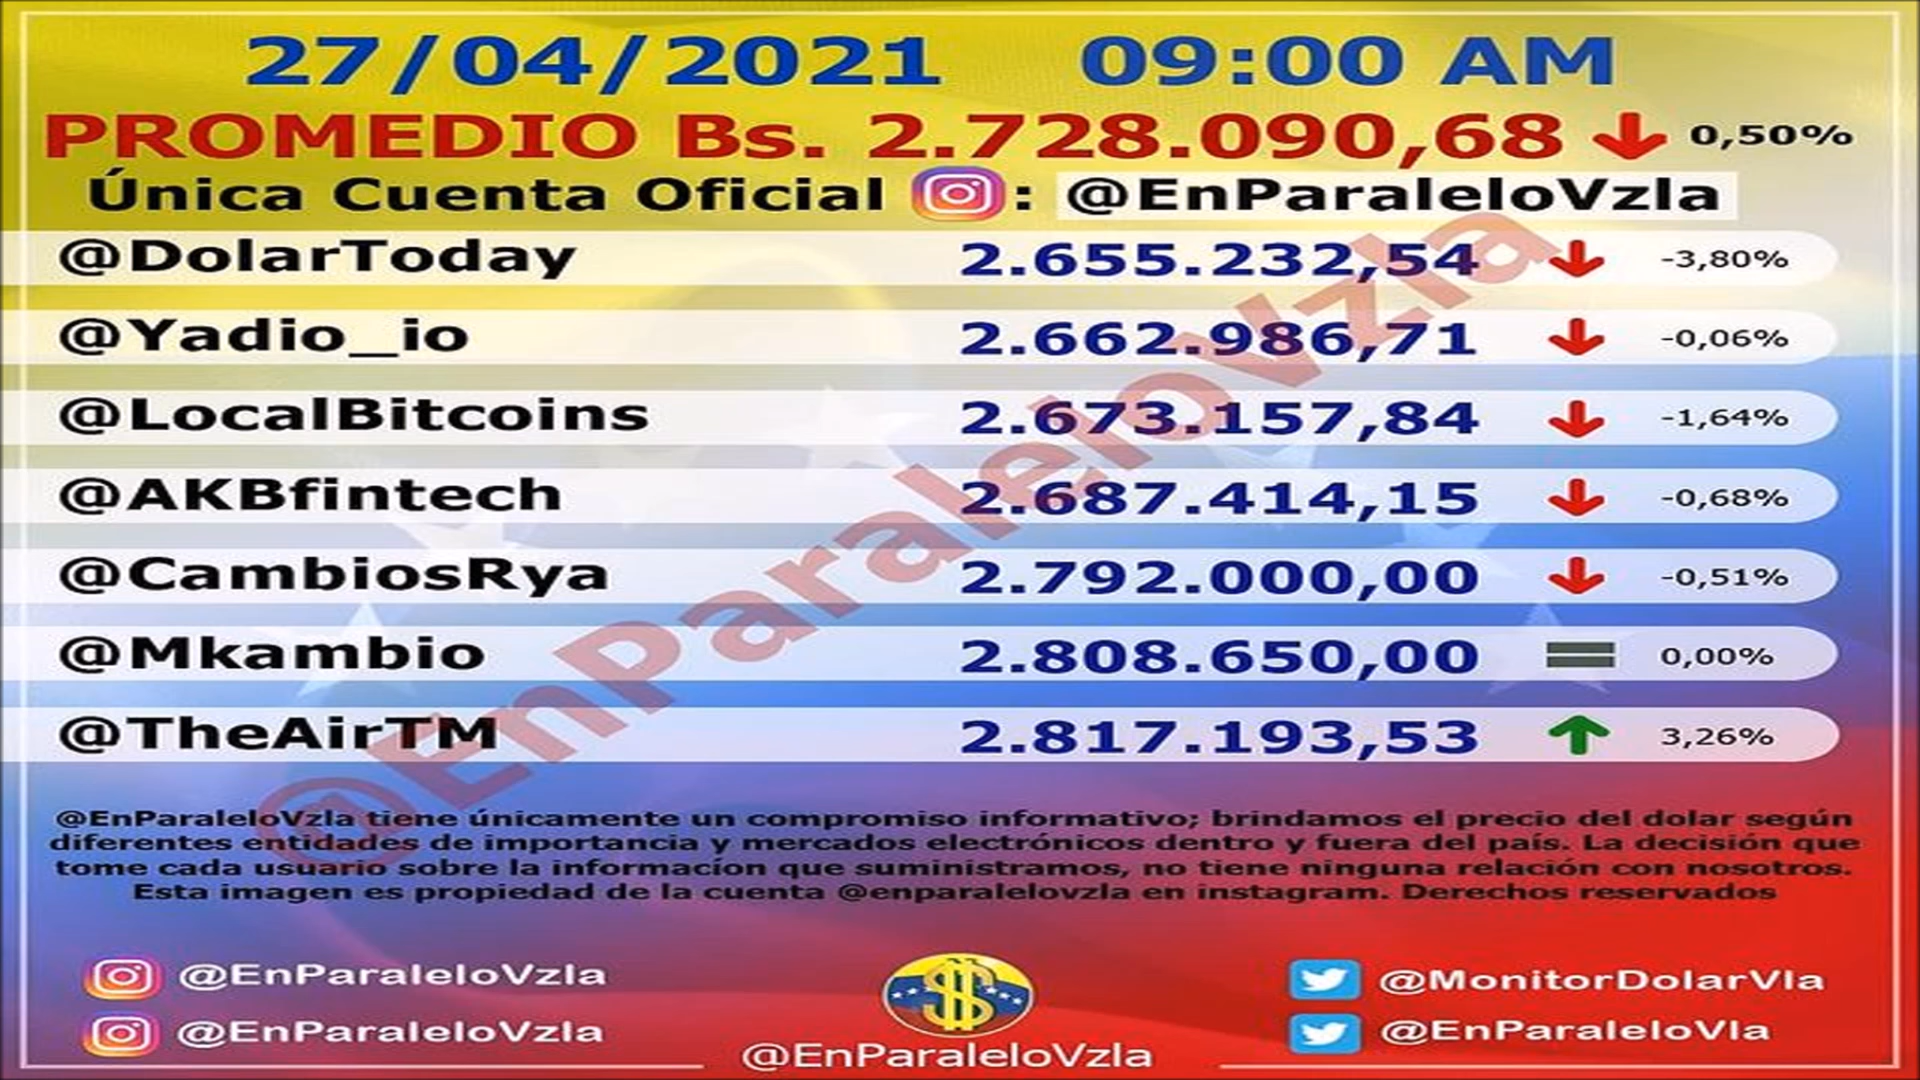 27/04/2021 09:00 AM
PROMEDIO Bs. 2.728.090,68 0,50%
Única Cuenta Oficial : @EnParaleloVzla
@DolarToday 2.655.232,54 -3,80%
@Yadio_io 2.662.986,71 -0,06%
@LocalBitcoins 2.673.157,84 -1,64%
@AKBfintech 2.687.414,15 -0,68%
@CambiosRya 2.792.000,00 -0,51%
@Mkambio 2.808.650,00 0,00%
@TheAirTM 2.817.193,53 3,26%
@EnParaleloVzla
@EnParaleloVzla tiene únicamente un compromiso informativo; brindamos el precio del dolar según
diferentes entidades de importancia y mercados electrónicos dentro y fuera del país. La decisión que
tome cada usuario sobre la informacíon que suministramos, no tiene ninguna relación con nosotros.
Esta imagen es propiedad de la cuenta @enparalelovzla en instagram. Derechos reservados
@EnParaleloVzla @MonitorDolarVla
@EnParaleloVzla @EnParaleloVla
@EnParaleloVzla